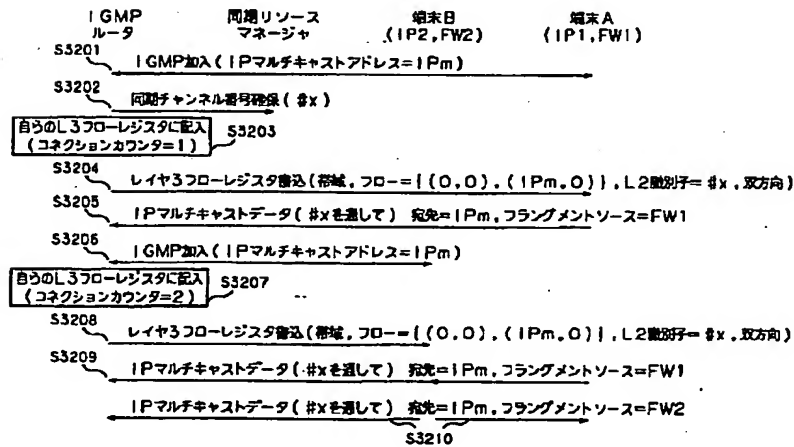 IGMP
ルータ
同期リソース
マネージャ
端末B
(IP2,FW2)
端末A
(IP1,FW1)
S3201
IGMP加入(IPマルチキャストアドレス=IPm)
S3202
同期チャンネル番号確保(#x)
自らのL3フローレジスタに記入
(コネクションカウンタ=1)
S3203
S3204
レイヤ3フローレジスタ書込(帯域,フロー={(0,0),(IPm,0)},L2識別子=#x,双方向)
S3205
IPマルチキャストデータ(#xを通して) 宛先=IPm,フラングメントソース=FW1
S3206
IGMP加入(IPマルチキャストアドレス=IPm)
自らのL3フローレジスタに記入
(コネクションカウンタ=2)
S3207
S3208
レイヤ3フローレジスタ書込(帯域,フロー={(0,0),(IPm,0)},L2識別子=#x,双方向)
S3209
IPマルチキャストデータ(#xを通して) 宛先=IPm,フラングメントソース=FW1
IPマルチキャストデータ(#xを通して) 宛先=IPm,フラングメントソース=FW2
S3210